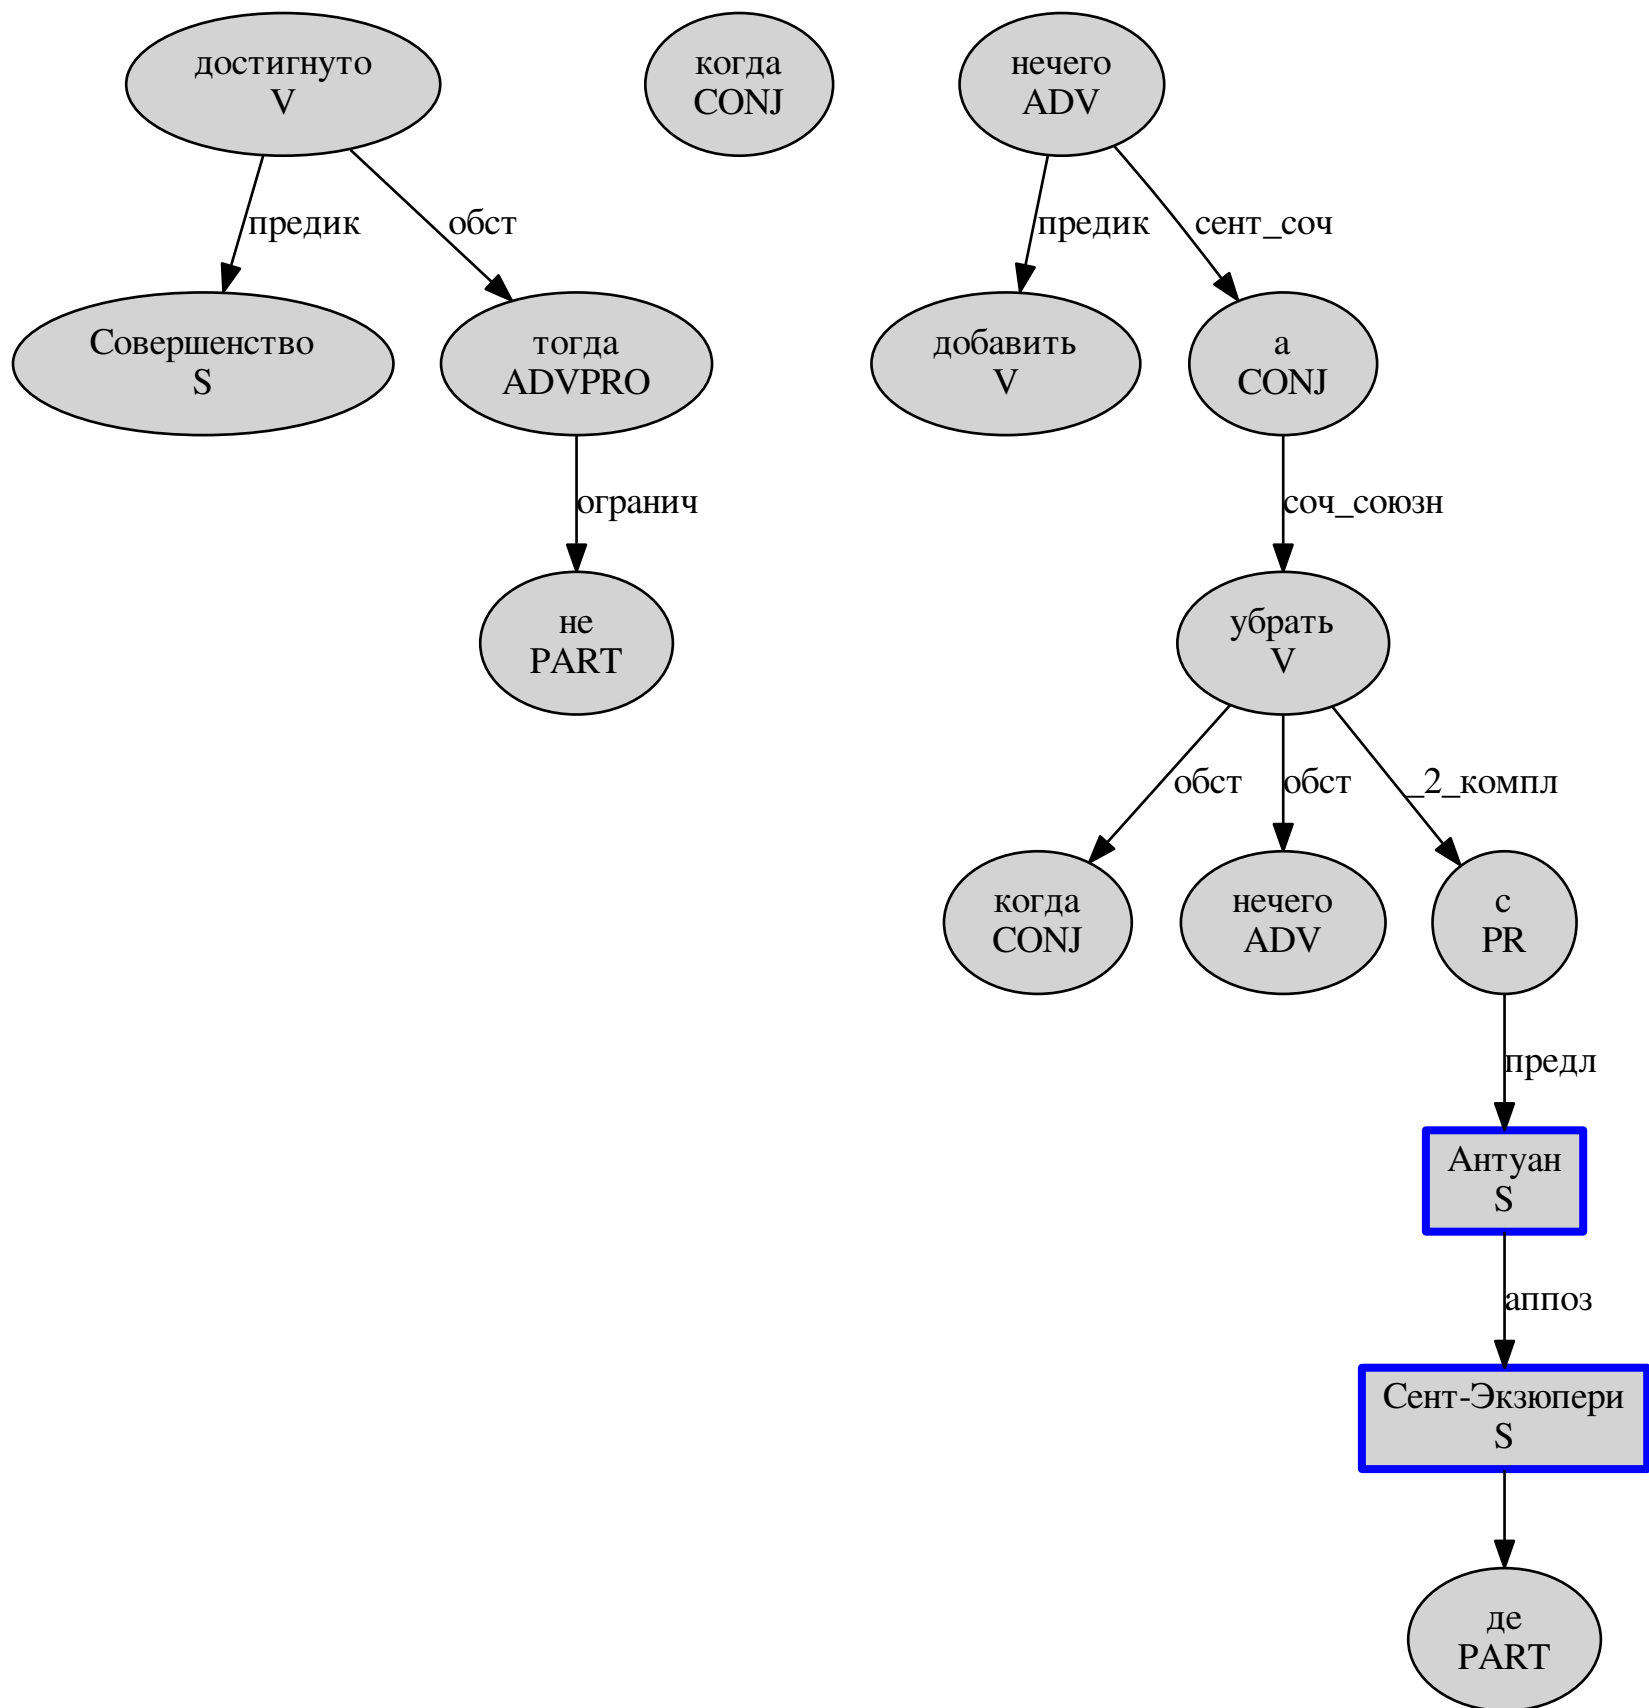 достигнуто
V
когда
CONJ
нечего
ADV
предик
обст
предик
сент_соч
Совершенство
S
тогда
ADVPRO
добавить
V
а
CONJ
огранич
соч_союзн
не
PART
убрать
V
обст
обст
_2_компл
когда
CONJ
нечего
ADV
с
PR
предл
Антуан
S
аппоз
Сент-Экзюпери
S
де
PART